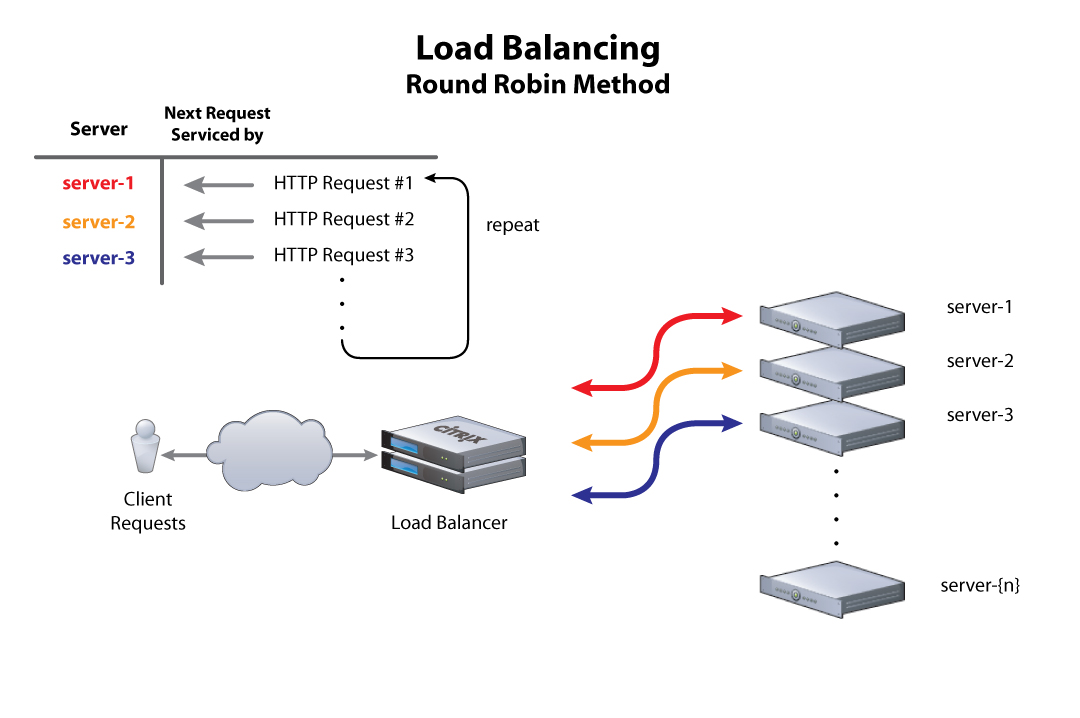 Load Balancing
Round Robin Method
Server
Next Request
Serviced by
server-1
HTTP Request #1
server-2
HTTP Request #2
server-3
HTTP Request #3
repeat
server-1
server-2
server-3
CITRIX
Client
Requests
Load Balancer
server-{n}